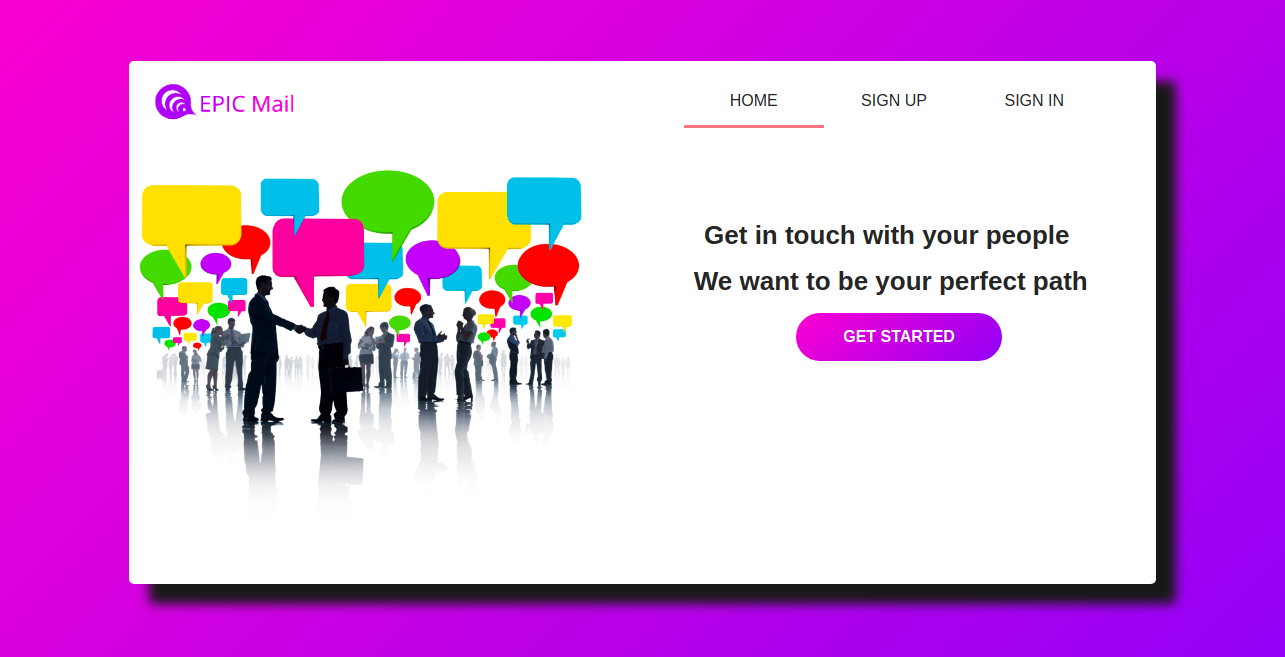 EPIC Mail
HOME
SIGN UP
SIGN IN
Get in touch with your people
We want to be your perfect path
GET STARTED